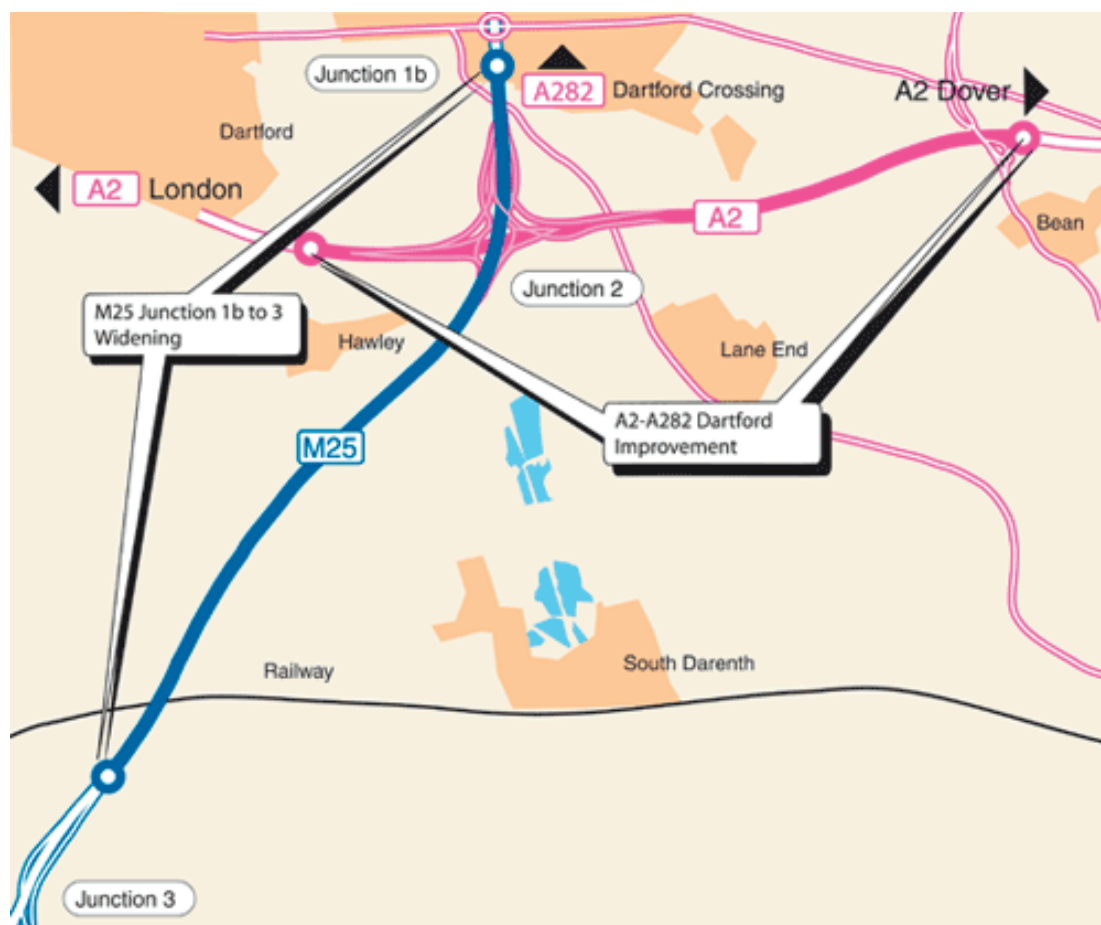 Junction 1b
A282 Dartford Crossing
A2 Dover
Dartford
A2 London
A2
Bean
Junction 2
M25 Junction 1b to 3
Widening
Hawley
Lane End
A2-A282 Dartford
Improvement
M25
South Darenth
Railway
Junction 3